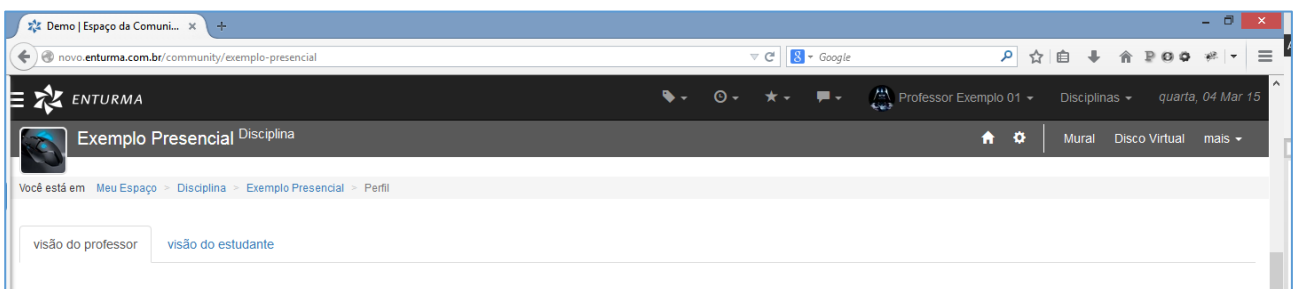 Demo | Espaço da Comuni... × +
novo.enturma.com.br/community/exemplo-presencial Google
ENTURMA Professor Exemplo 01 Disciplinas quarta, 04 Mar 15
Exemplo Presencial Disciplina Mural Disco Virtual mais
Você está em Meu Espaço > Disciplina > Exemplo Presencial > Perfil
visão do professor visão do estudante